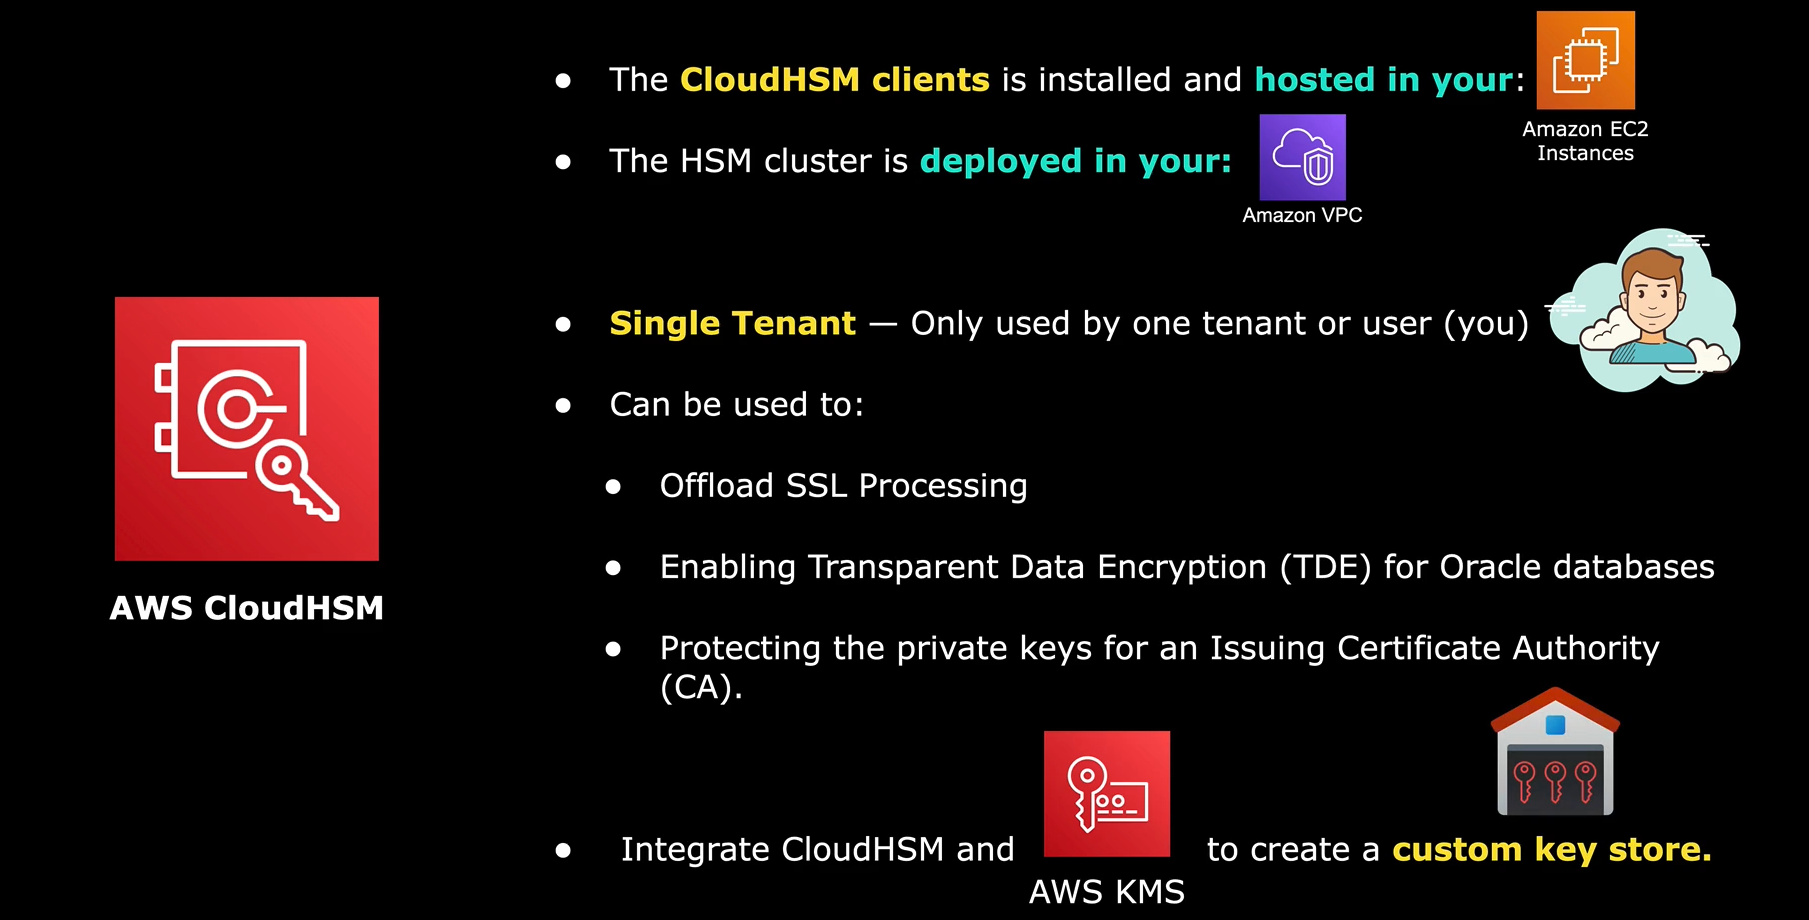 ● The CloudHSM clients is installed and hosted in your:
Amazon EC2
Instances
● The HSM cluster is deployed in your:
Amazon VPC
● Single Tenant — Only used by one tenant or user (you)
● Can be used to:
● Offload SSL Processing
● Enabling Transparent Data Encryption (TDE) for Oracle databases
● Protecting the private keys for an Issuing Certificate Authority
(CA).
● Integrate CloudHSM and to create a custom key store.
AWS KMS
AWS CloudHSM